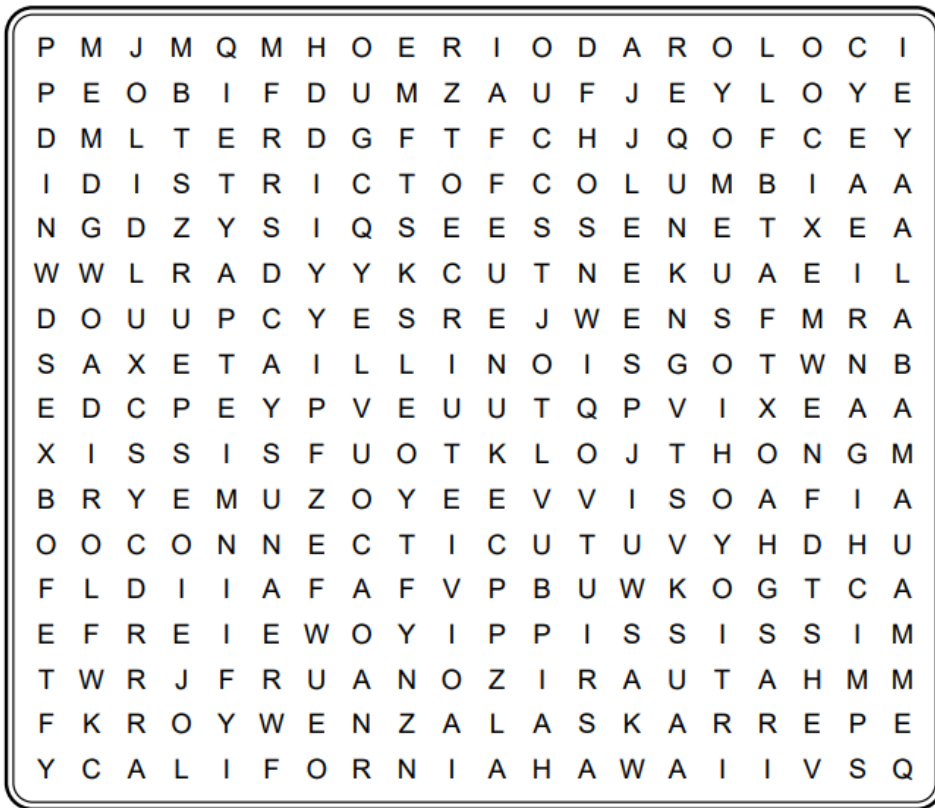 P M J M Q M H O E R I O D A R O L O C I
P E O B I F D U M Z A U F J E Y L O Y E
D M L T E R D G F T F C H J Q O F C E Y
I D I S T R I C T O F C O L U M B I A A
N G D Z Y S I Q S E E S S E N E T X E A
W W L R A D Y Y K C U T N E K U A E I L
D O U U P C Y E S R E J W E N S F M R A
S A X E T A I L L I N O I S G O T W N B
E D C P E Y P V E U U T Q P V I X E A A
X I S S I S F U O T K L O J T H O N G M
B R Y E M U Z O Y E E V V I S O A F I A
O O C O N N E C T I C U T U V Y H D H U
F L D I I A F A F V P B U W K O G T C A
E F R E I E W O Y I P P I S S I S S I M
T W R J F R U A N O Z I R A U T A H M M
F K R O Y W E N Z A L A S K A R R E P E
Y C A L I F O R N I A H A W A I I V S Q